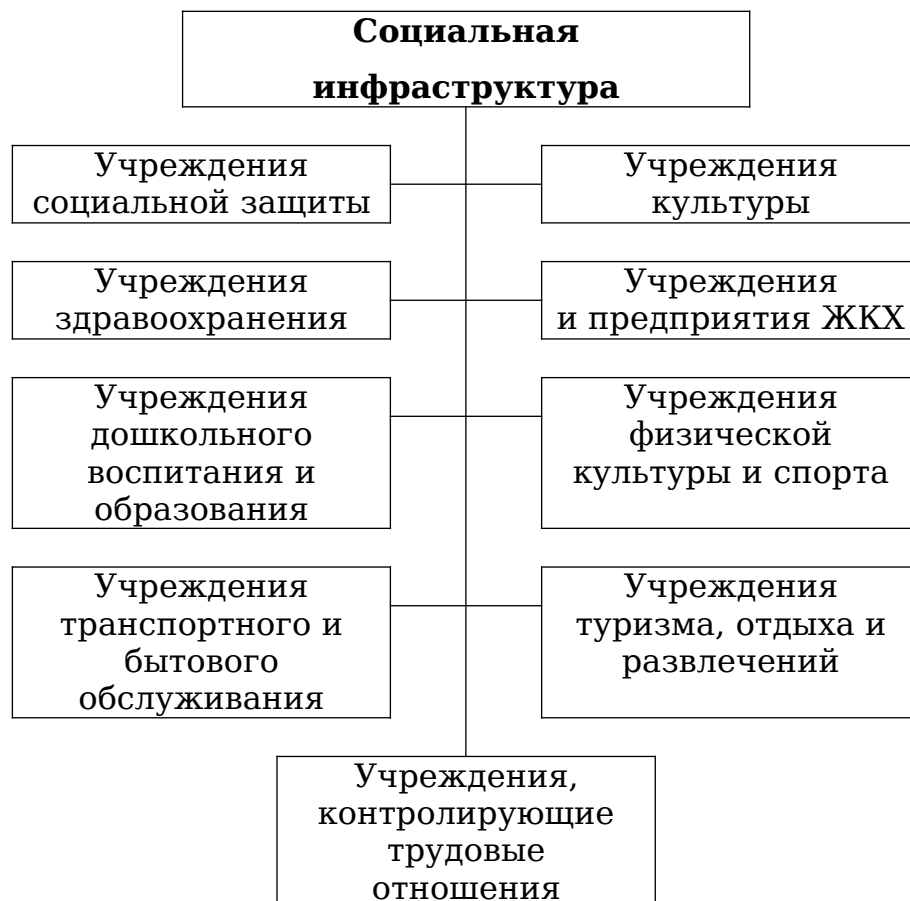 Социальная
инфраструктура
Учреждения
социальной защиты
Учреждения
культуры
Учреждения
здравоохранения
Учреждения
и предприятия ЖКХ
Учреждения
дошкольного
воспитания и
образования
Учреждения
физической
культуры и спорта
Учреждения
транспортного и
бытового
обслуживания
Учреждения
туризма, отдыха и
развлечений
Учреждения,
контролирующие
трудовые
отношения